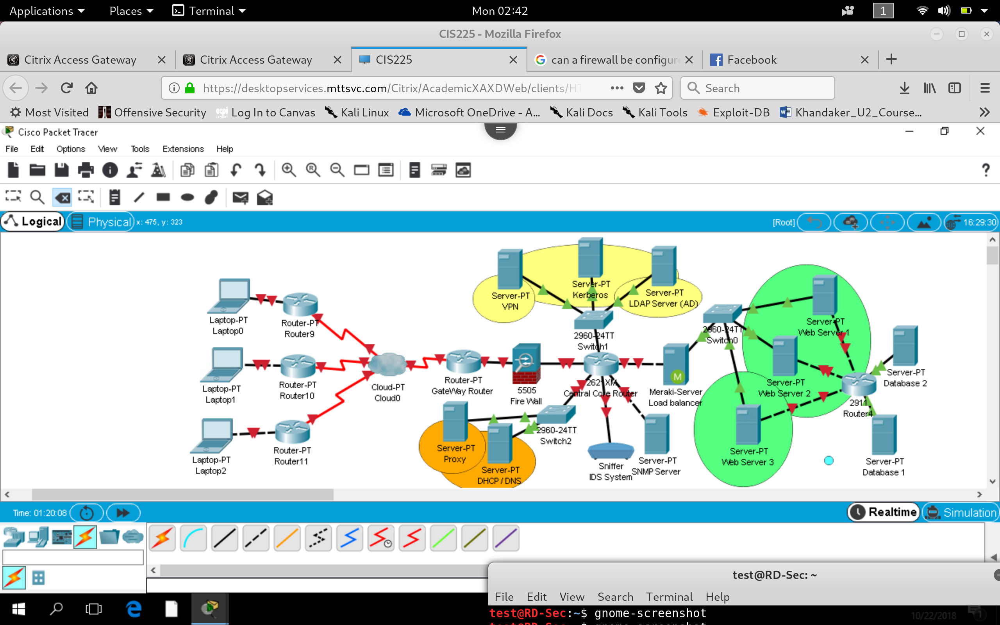 Applications Places Terminal Mon 02:42 1
CIS225 - Mozilla Firefox
Citrix Access Gateway Citrix Access Gateway CIS225 can a firewall be configure Facebook
https://desktopservices.mttsvc.com/Citrix/AcademicXAXDWeb/clients/HT Search
Most Visited Offensive Security ecpi Log In to Canvas Kali Linux Microsoft OneDrive - A... Kali Docs Kali Tools Exploit-DB Khandaker_U2_Course...
Cisco Packet Tracer
File Edit Options View Tools Extensions Help
Logical Physical x: 475, y: 323 [Root] 16:29:30
Server-PT
VPN
Server-PT
Kerberos
Server-PT
LDAP Server (AD)
Laptop-PT
Laptop0
Router-PT
Router9
2960-24TT
Switch1
2960-24TT
Switch0
Server-PT
Web Server 1
Laptop-PT
Laptop1
Router-PT
Router10
Cloud-PT
Cloud0
Router-PT
GateWay Router
5505
Fire Wall
2621XM
Central Core Router
M
Meraki-Server
Load balancer
Server-PT
Web Server 2
Server-PT
Database 2
2911
Router4
Laptop-PT
Laptop2
Router-PT
Router11
Server-PT
Proxy
Server-PT
DHCP / DNS
2960-24TT
Switch2
Sniffer
IDS System
Server-PT
SNMP Server
Server-PT
Web Server 3
Server-PT
Database 1
Time: 01:20:08 Realtime Simulation
test@RD-Sec: ~
File Edit View Search Terminal Help
test@RD-Sec:~$ gnome-screenshot
test@RD-Sec:~$ gnome-screenshot
10/22/2018